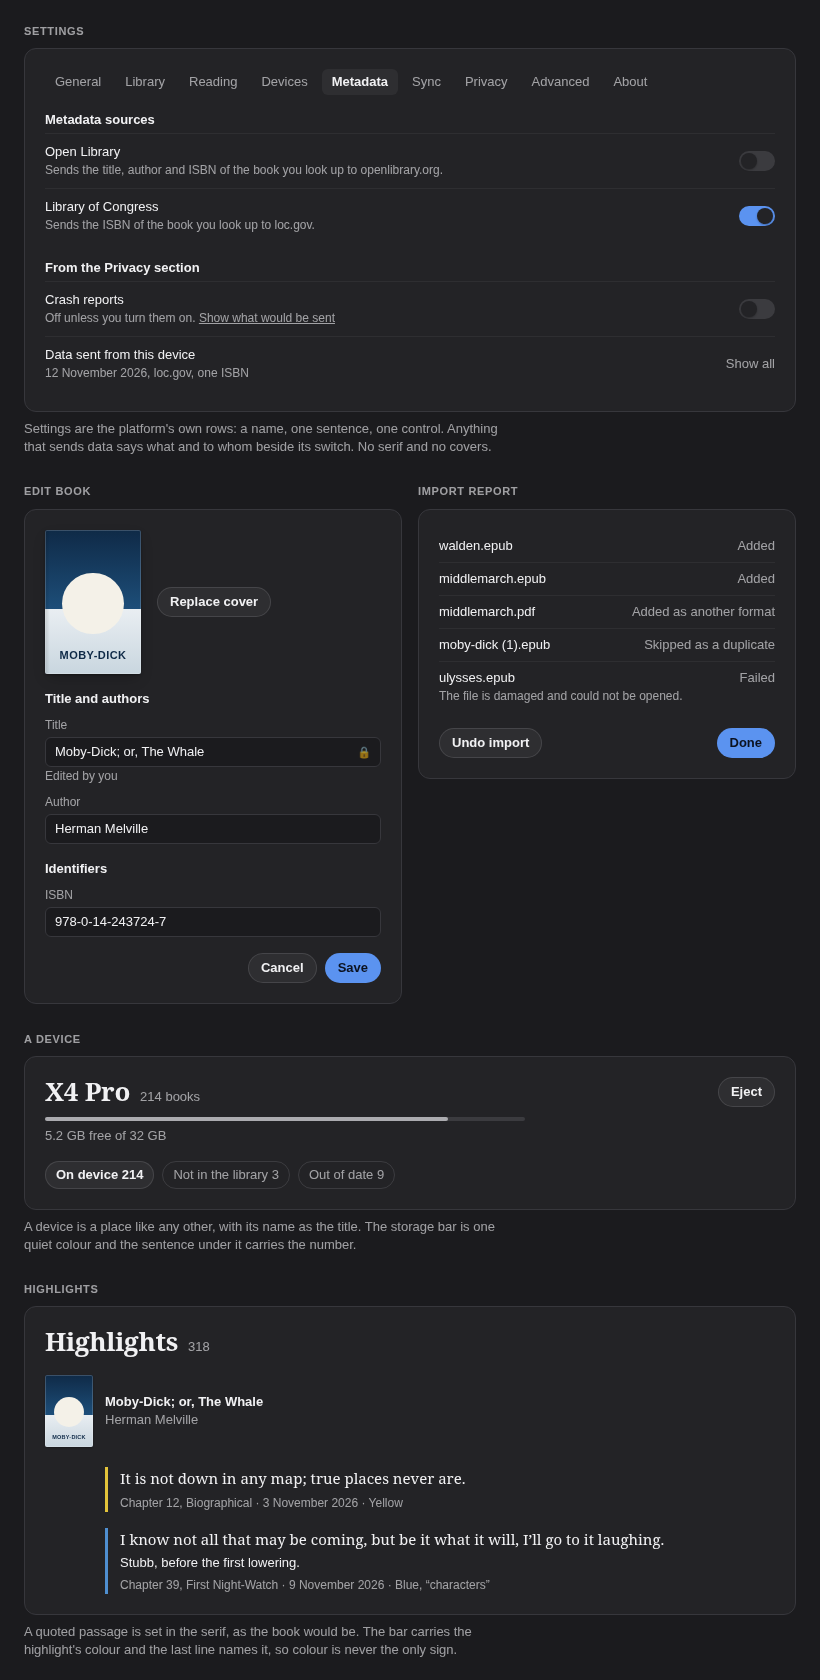 SETTINGS
General Library Reading Devices Metadata Sync Privacy Advanced About
Metadata sources
Open Library
Sends the title, author and ISBN of the book you look up to openlibrary.org.
Library of Congress
Sends the ISBN of the book you look up to loc.gov.
From the Privacy section
Crash reports
Off unless you turn them on. Show what would be sent
Data sent from this device
12 November 2026, loc.gov, one ISBN
Show all
Settings are the platform's own rows: a name, one sentence, one control. Anything
that sends data says what and to whom beside its switch. No serif and no covers.
EDIT BOOK
MOBY-DICK
Replace cover
Title and authors
Title
Moby-Dick; or, The Whale
Edited by you
Author
Herman Melville
Identifiers
ISBN
978-0-14-243724-7
Cancel Save
IMPORT REPORT
walden.epub Added
middlemarch.epub Added
middlemarch.pdf Added as another format
moby-dick (1).epub Skipped as a duplicate
ulysses.epub Failed
The file is damaged and could not be opened.
Undo import Done
A DEVICE
X4 Pro 214 books
Eject
5.2 GB free of 32 GB
On device 214 Not in the library 3 Out of date 9
A device is a place like any other, with its name as the title. The storage bar is one
quiet colour and the sentence under it carries the number.
HIGHLIGHTS
Highlights 318
MOBY-DICK
Moby-Dick; or, The Whale
Herman Melville
It is not down in any map; true places never are.
Chapter 12, Biographical · 3 November 2026 · Yellow
I know not all that may be coming, but be it what it will, I’ll go to it laughing.
Stubb, before the first lowering.
Chapter 39, First Night-Watch · 9 November 2026 · Blue, “characters”
A quoted passage is set in the serif, as the book would be. The bar carries the
highlight's colour and the last line names it, so colour is never the only sign.